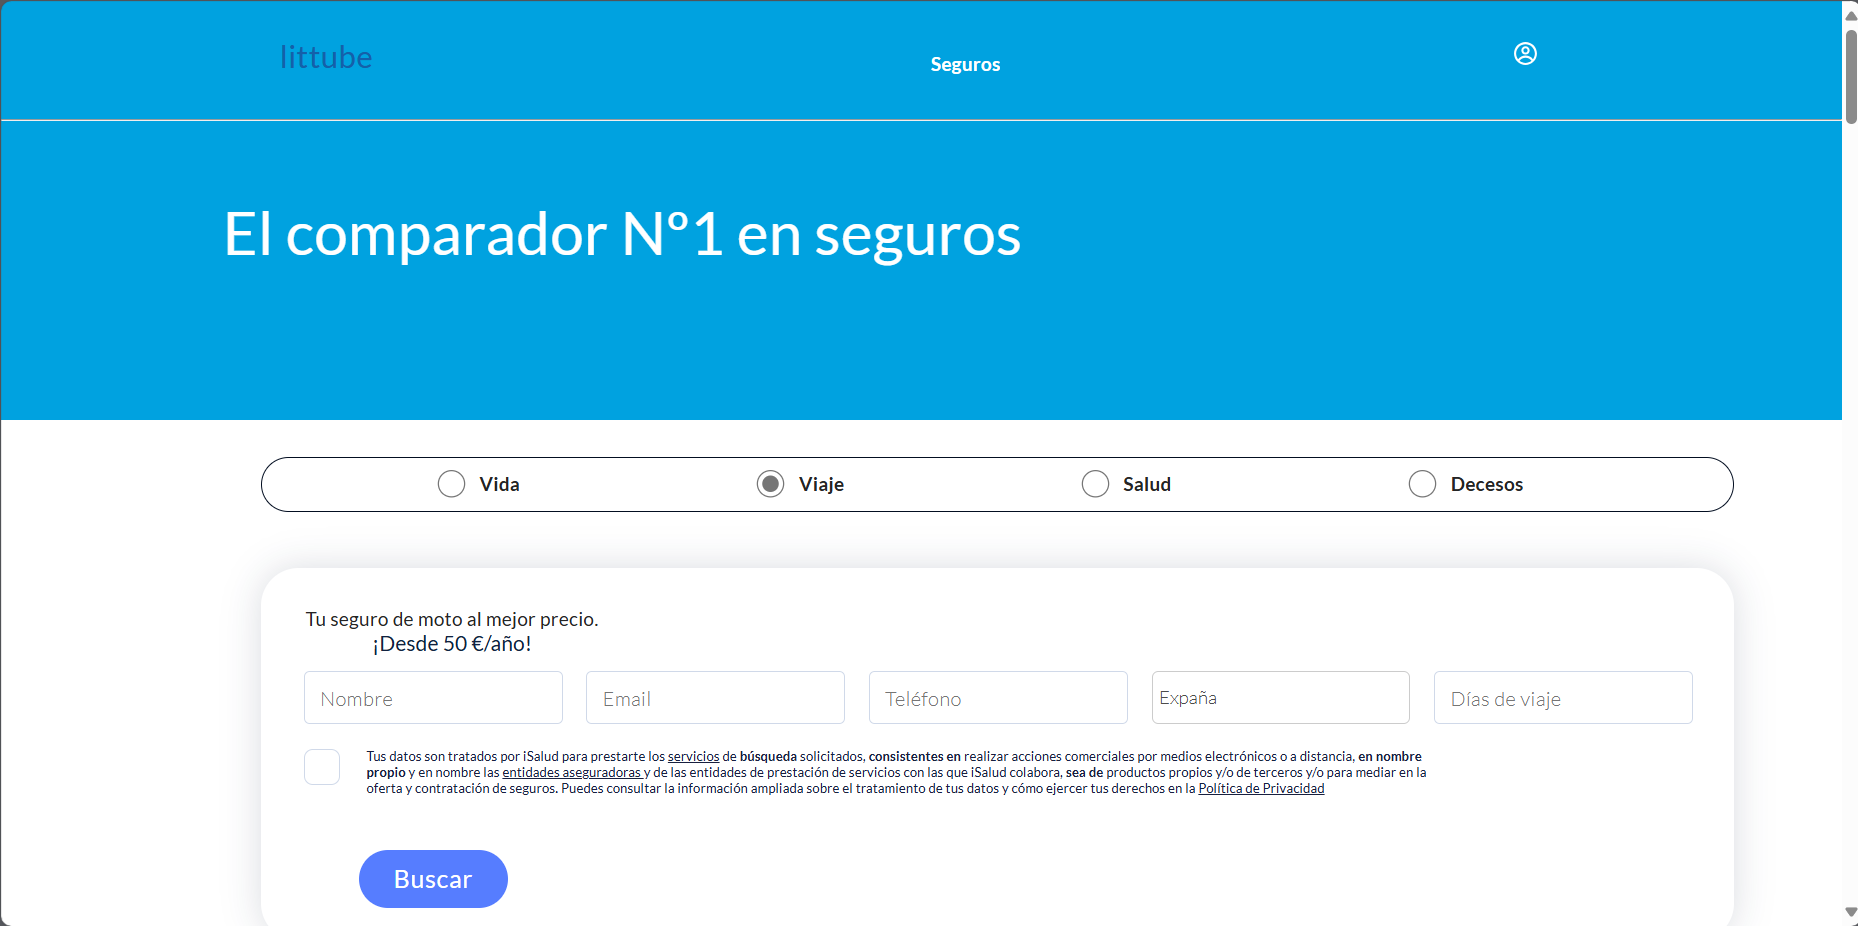 littube
Seguros
El comparador Nº1 en seguros
Vida
Viaje
Salud
Decesos
Tu seguro de moto al mejor precio.
¡Desde 50 €/año!
Nombre
Email
Teléfono
Expaña
Días de viaje
Tus datos son tratados por iSalud para prestarte los servicios de búsqueda solicitados, consistentes en realizar acciones comerciales por medios electrónicos o a distancia, en nombre
propio y en nombre las entidades aseguradoras y de las entidades de prestación de servicios con las que iSalud colabora, sea de productos propios y/o de terceros y/o para mediar en la
oferta y contratación de seguros. Puedes consultar la información ampliada sobre el tratamiento de tus datos y cómo ejercer tus derechos en la Política de Privacidad
Buscar